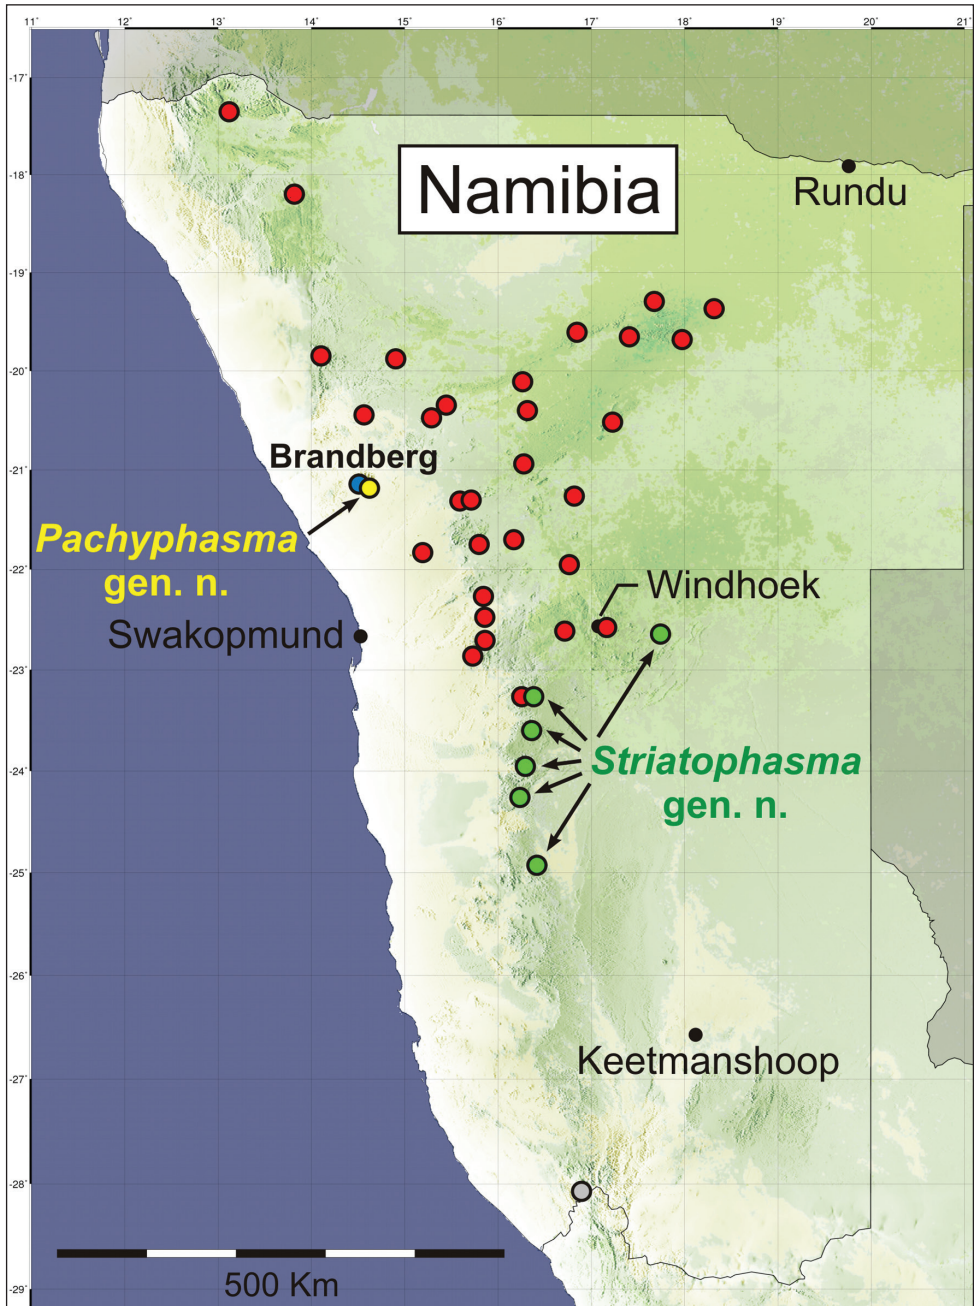 11° 12° 13° 14° 15° 16° 17° 18° 19° 20° 21°
-17°
-18°
-19°
-20°
-21°
-22°
-23°
-24°
-25°
-26°
-27°
-28°
-29°
Namibia
Rundu
Brandberg
Pachyphasma
gen. n.
Windhoek
Swakopmund
Striatophasma
gen. n.
Keetmanshoop
500 Km